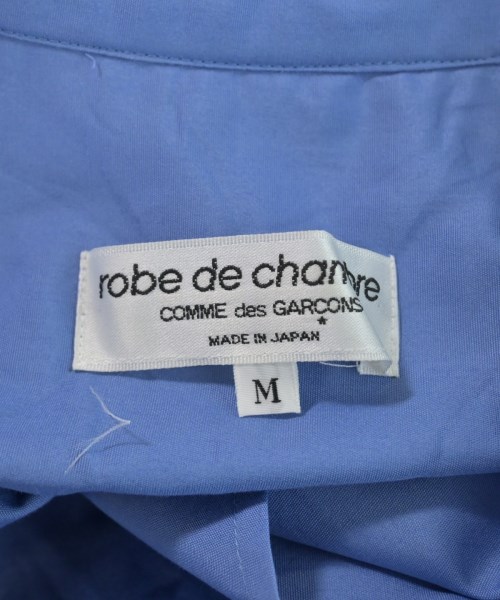 robe de chambre
COMME des GARÇONS
★
MADE IN JAPAN
M